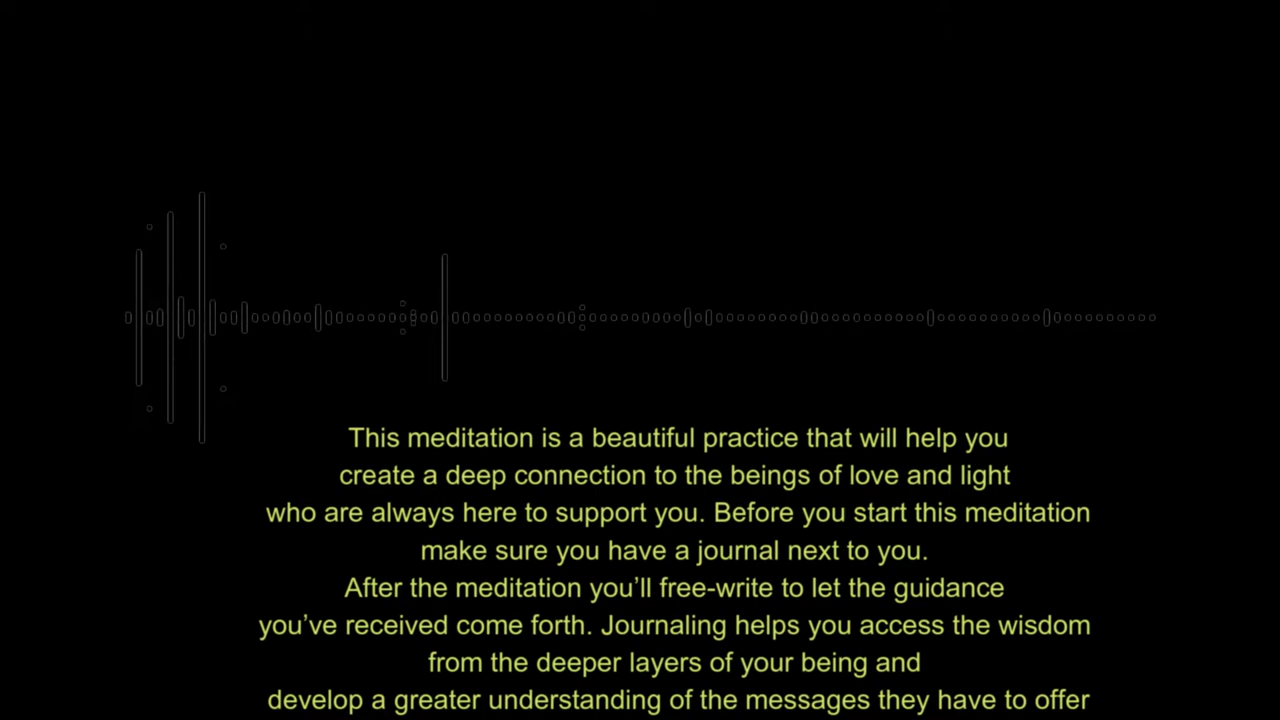 This meditation is a beautiful practice that will help you
create a deep connection to the beings of love and light
who are always here to support you. Before you start this meditation
make sure you have a journal next to you.
After the meditation you’ll free-write to let the guidance
you’ve received come forth. Journaling helps you access the wisdom
from the deeper layers of your being and
develop a greater understanding of the messages they have to offer